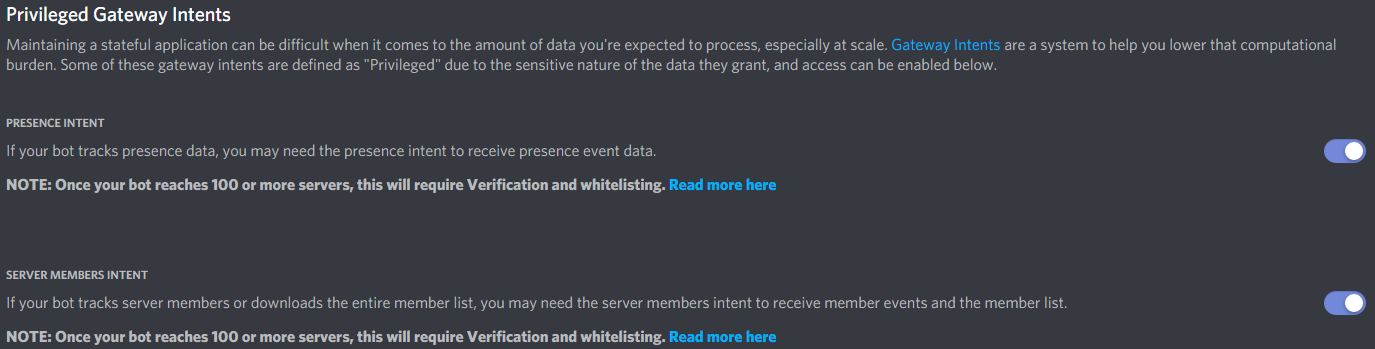 Privileged Gateway Intents
Maintaining a stateful application can be difficult when it comes to the amount of data you're expected to process, especially at scale. Gateway Intents are a system to help you lower that computational
burden. Some of these gateway intents are defined as "Privileged" due to the sensitive nature of the data they grant, and access can be enabled below.
PRESENCE INTENT
If your bot tracks presence data, you may need the presence intent to receive presence event data.
NOTE: Once your bot reaches 100 or more servers, this will require Verification and whitelisting. Read more here
SERVER MEMBERS INTENT
If your bot tracks server members or downloads the entire member list, you may need the server members intent to receive member events and the member list.
NOTE: Once your bot reaches 100 or more servers, this will require Verification and whitelisting. Read more here